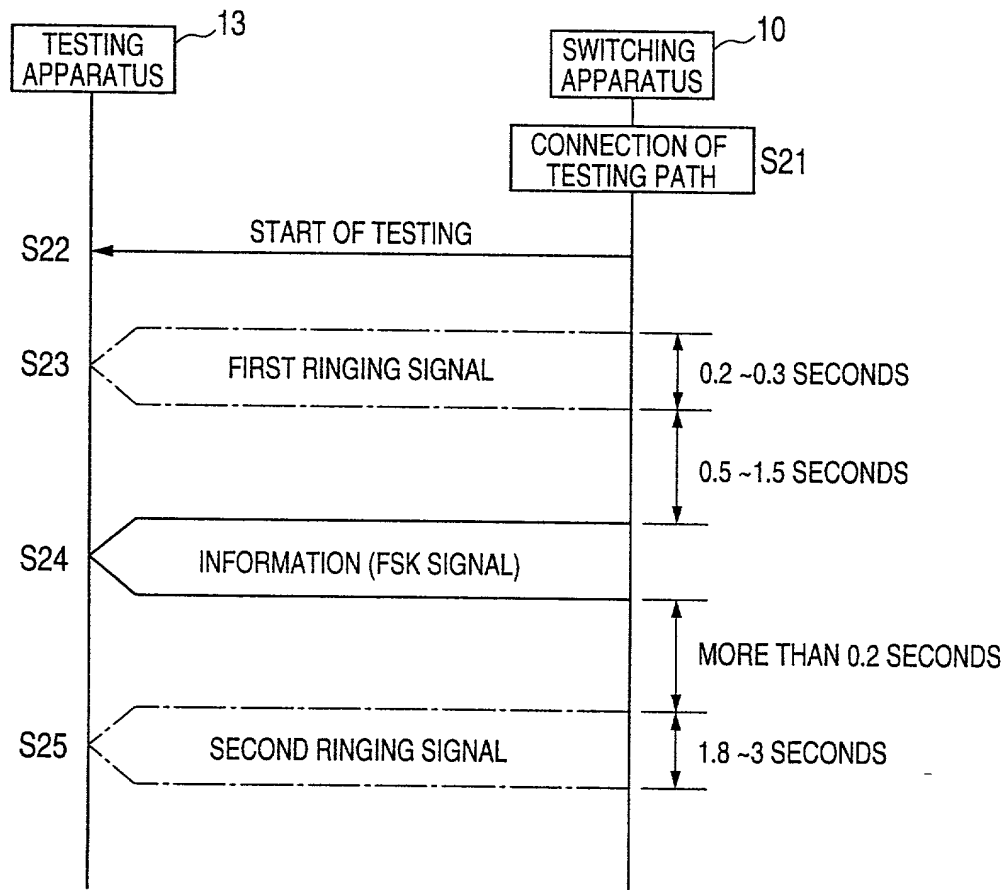 13
TESTING
APPARATUS
10
SWITCHING
APPARATUS
CONNECTION OF
TESTING PATH
S21
START OF TESTING
S22
S23
FIRST RINGING SIGNAL
0.2 ~0.3 SECONDS
0.5 ~1.5 SECONDS
S24
INFORMATION (FSK SIGNAL)
MORE THAN 0.2 SECONDS
S25
SECOND RINGING SIGNAL
1.8 ~3 SECONDS